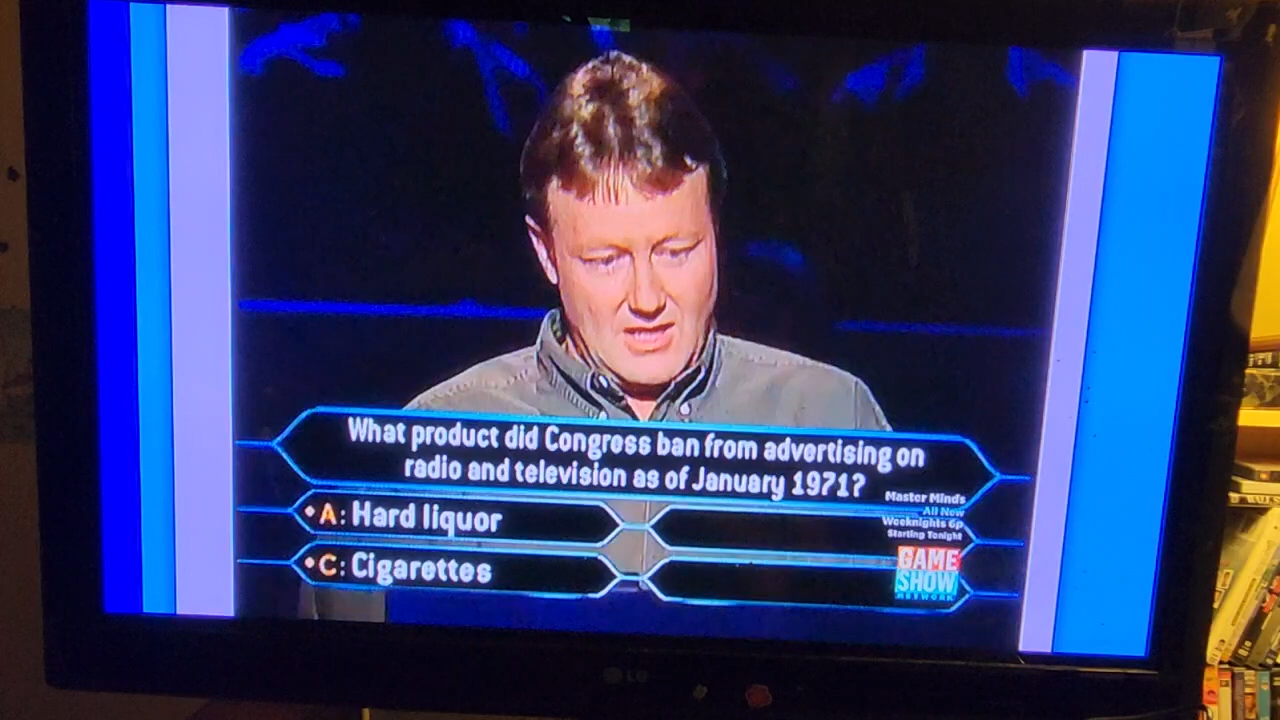 What product did Congress ban from advertising on
radio and television as of January 1971?
Master Minds
All New
Weeknights 6p
Starting Tonight
A: Hard liquor
C: Cigarettes
GAME
SHOW
NETWORK
LG